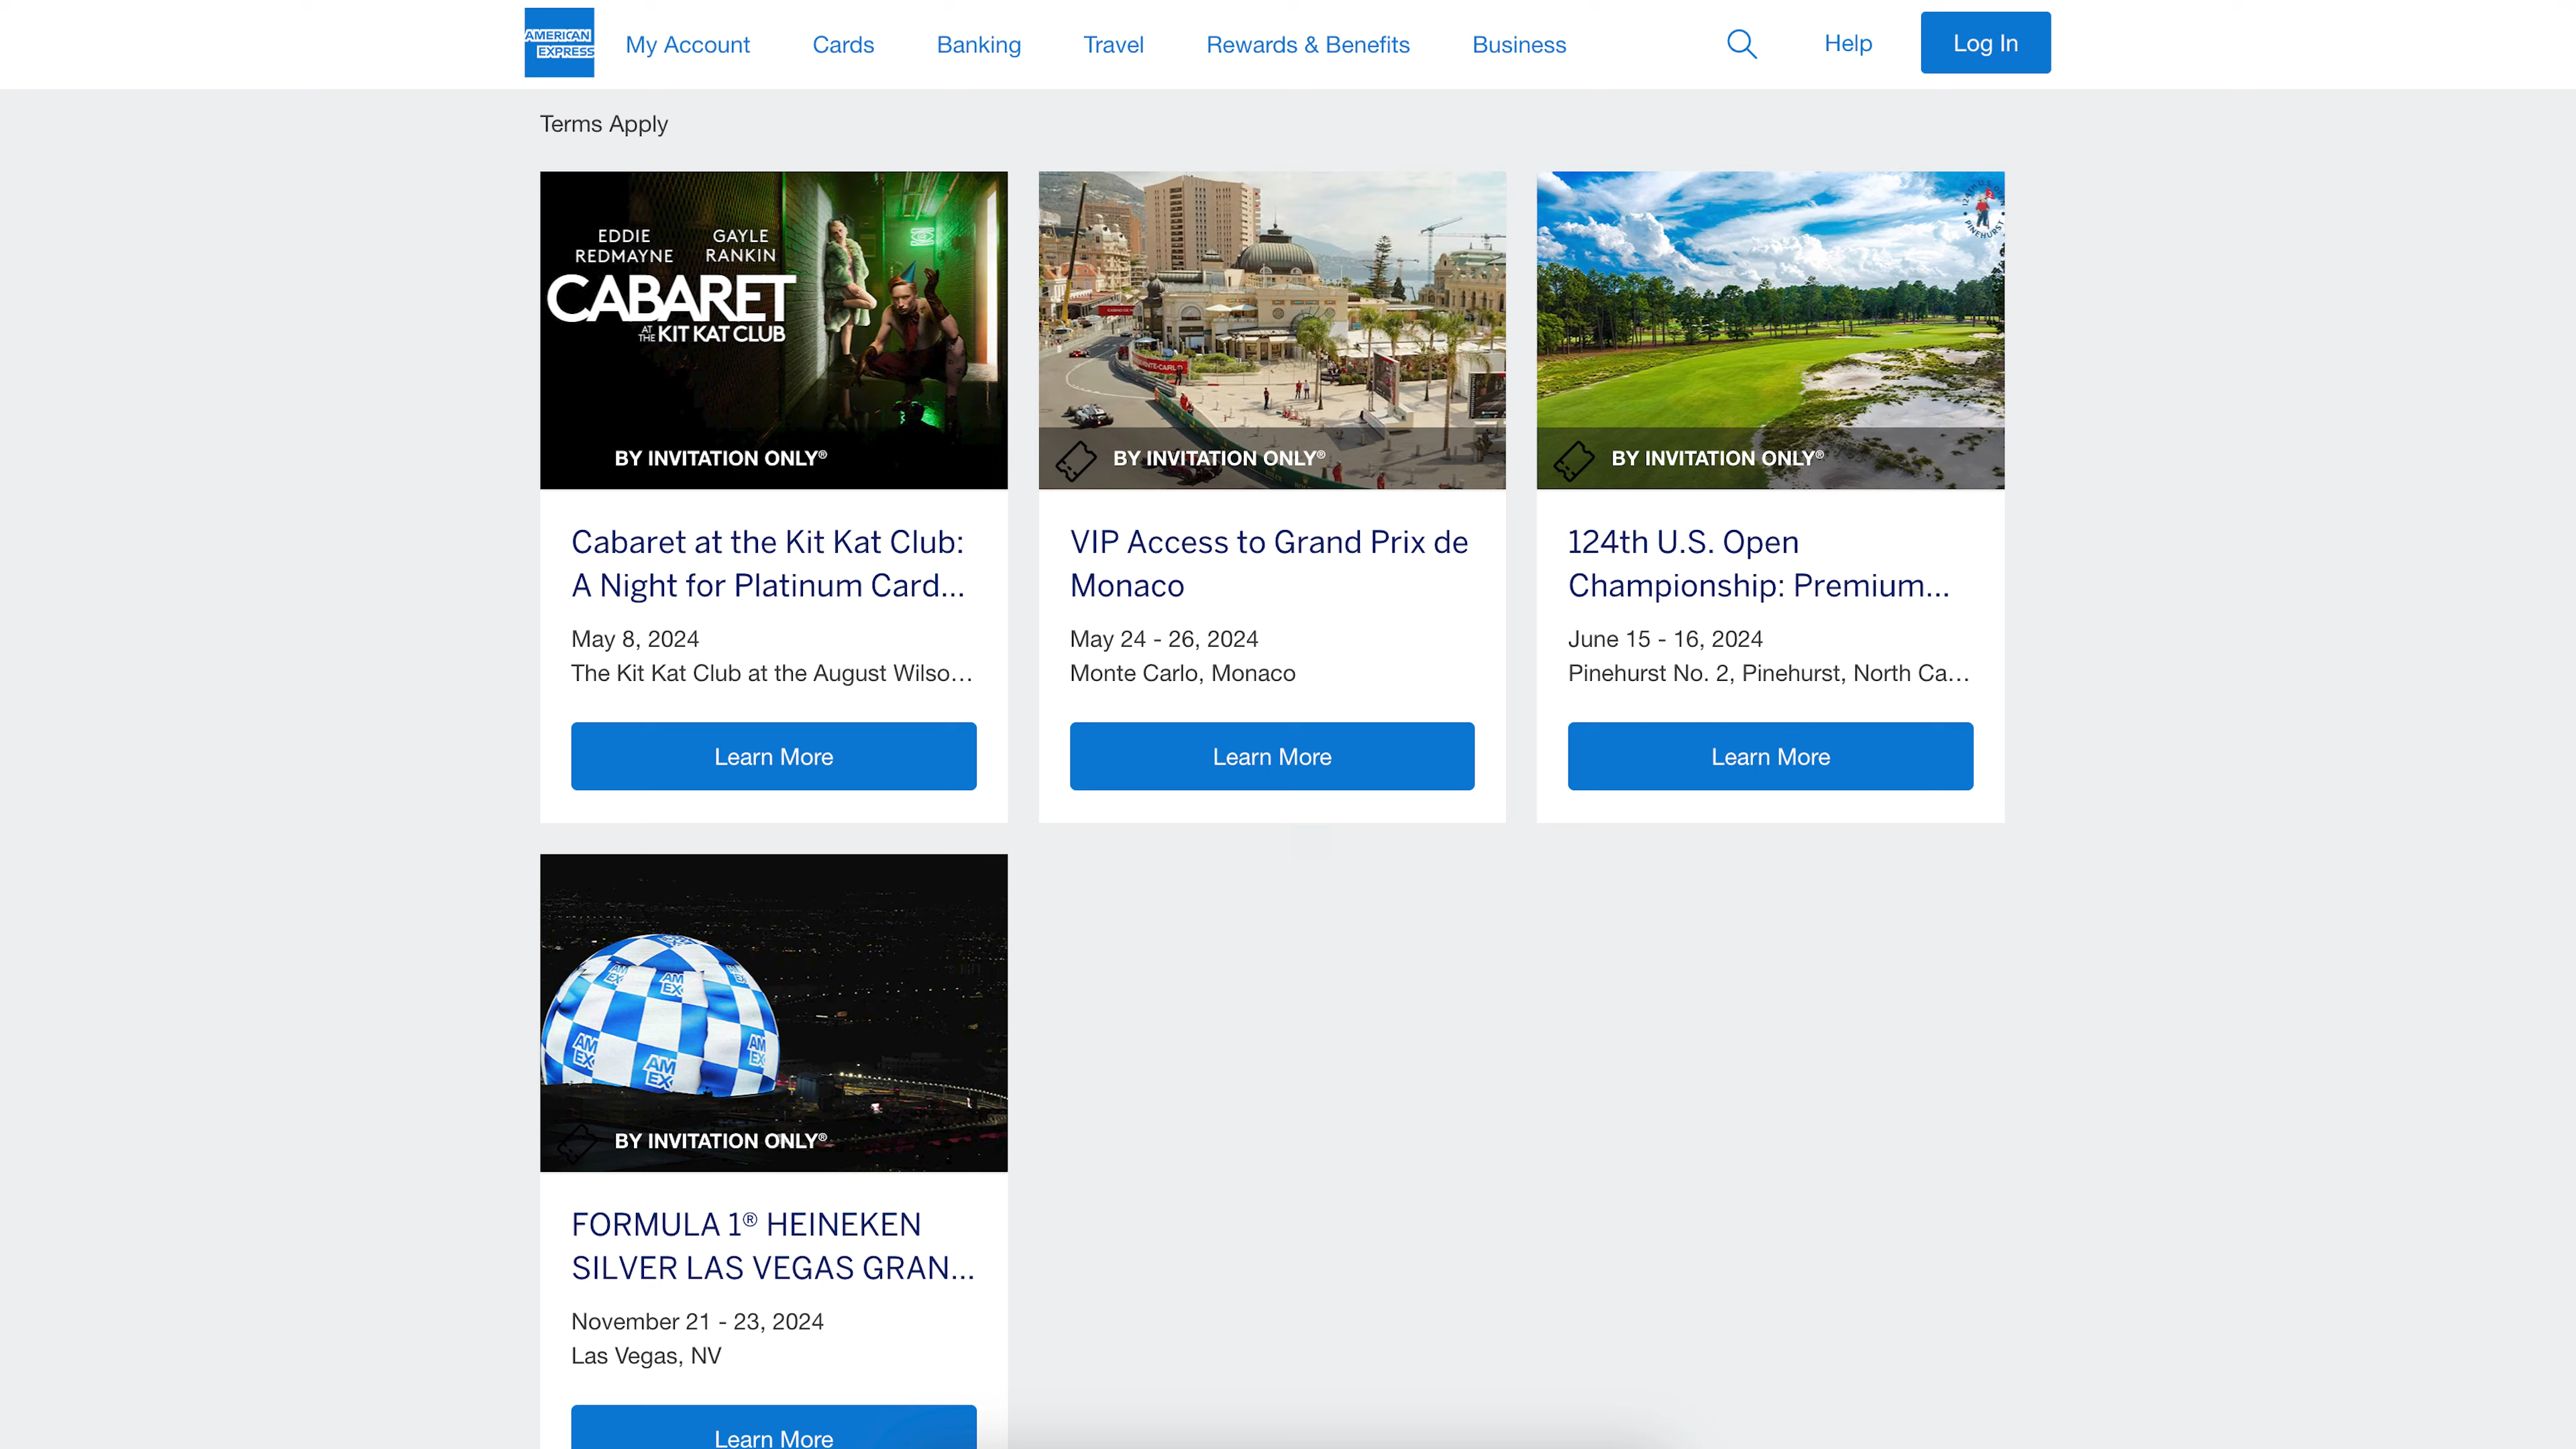 AMERICAN
EXPRESS
My Account
Cards
Banking
Travel
Rewards & Benefits
Business
Help
Log In
Terms Apply
EDDIE REDMAYNE
GAYLE RANKIN
CABARET
AT THE KIT KAT CLUB
BY INVITATION ONLY®
Cabaret at the Kit Kat Club:
A Night for Platinum Card...
May 8, 2024
The Kit Kat Club at the August Wilso...
Learn More
BY INVITATION ONLY®
VIP Access to Grand Prix de
Monaco
May 24 - 26, 2024
Monte Carlo, Monaco
Learn More
PINEHURST
BY INVITATION ONLY®
124th U.S. Open
Championship: Premium...
June 15 - 16, 2024
Pinehurst No. 2, Pinehurst, North Ca...
Learn More
AM
EX
AM
EX
AM
EX
AM
EX
AM
EX
BY INVITATION ONLY®
FORMULA 1® HEINEKEN
SILVER LAS VEGAS GRAN...
November 21 - 23, 2024
Las Vegas, NV
Learn More